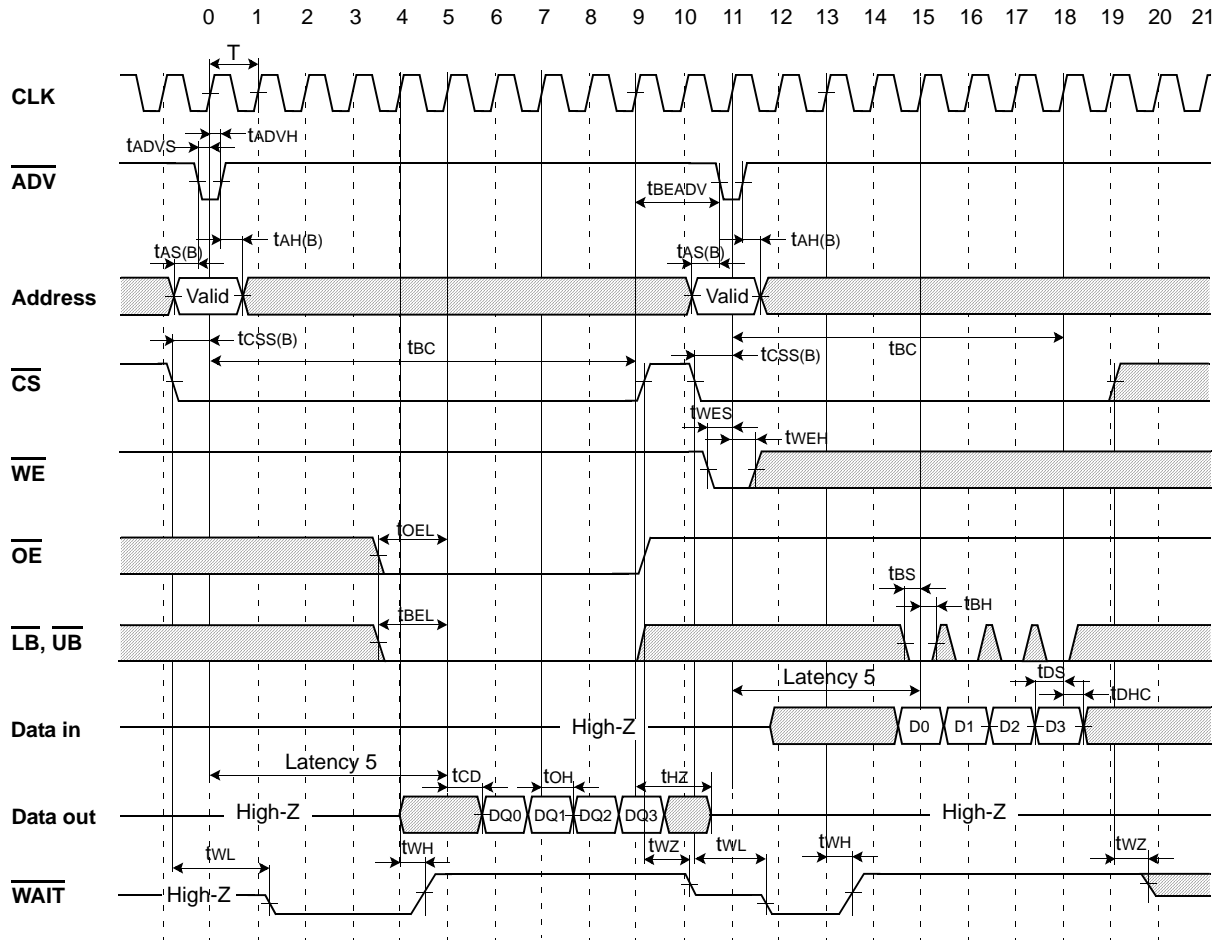 0 1 2 3 4 5 6 7 8 9 10 11 12 13 14 15 16 17 18 19 20 21
T
CLK
tADVH
tADVS
ADV
tBEADV
tAH(B)
tAS(B)
tAS(B)
tAH(B)
Address
Valid
Valid
tCSS(B)
tBC
tCSS(B)
tBC
CS
tWES
tWEH
WE
tOEL
OE
tBS
tBH
tBEL
LB, UB
Latency 5
tDS
tDHC
Data in
High-Z
D0 D1 D2 D3
Latency 5
tCD
tOH
tHZ
Data out
High-Z
DQ0 DQ1 DQ2 DQ3
High-Z
tWL
tWH
tWZ
tWL
tWH
tWZ
WAIT
High-Z